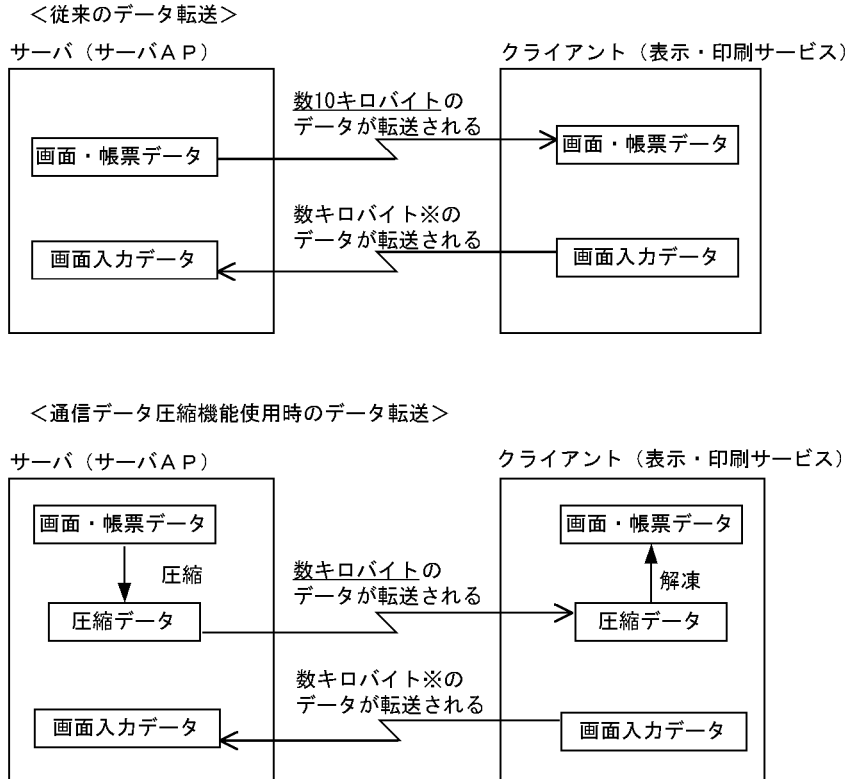 ＜従来のデータ転送＞
サーバ（サーバＡＰ）
クライアント（表示・印刷サービス）
数10キロバイトの
データが転送される
画面・帳票データ
画面・帳票データ
数キロバイト※の
データが転送される
画面入力データ
画面入力データ
＜通信データ圧縮機能使用時のデータ転送＞
サーバ（サーバＡＰ）
クライアント（表示・印刷サービス）
画面・帳票データ
画面・帳票データ
圧縮
数キロバイトの
データが転送される
解凍
圧縮データ
圧縮データ
数キロバイト※の
データが転送される
画面入力データ
画面入力データ